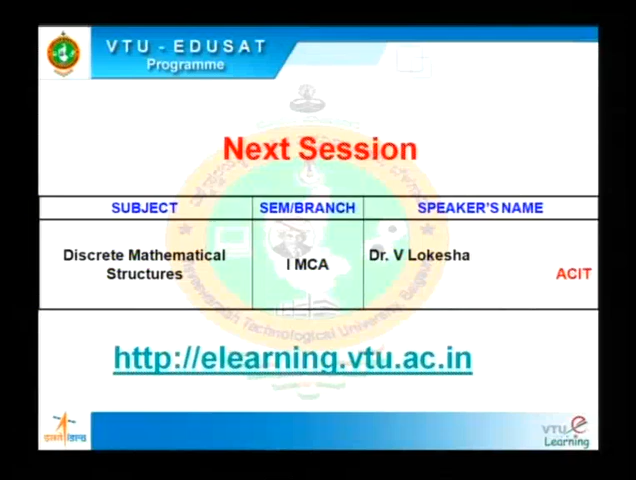 VTU - EDUSAT
Programme
Next Session
SUBJECT SEM/BRANCH SPEAKER'S NAME
Discrete Mathematical
Structures
I MCA
Dr. V Lokesha
ACIT
http://elearning.vtu.ac.in
VTU e
Learning